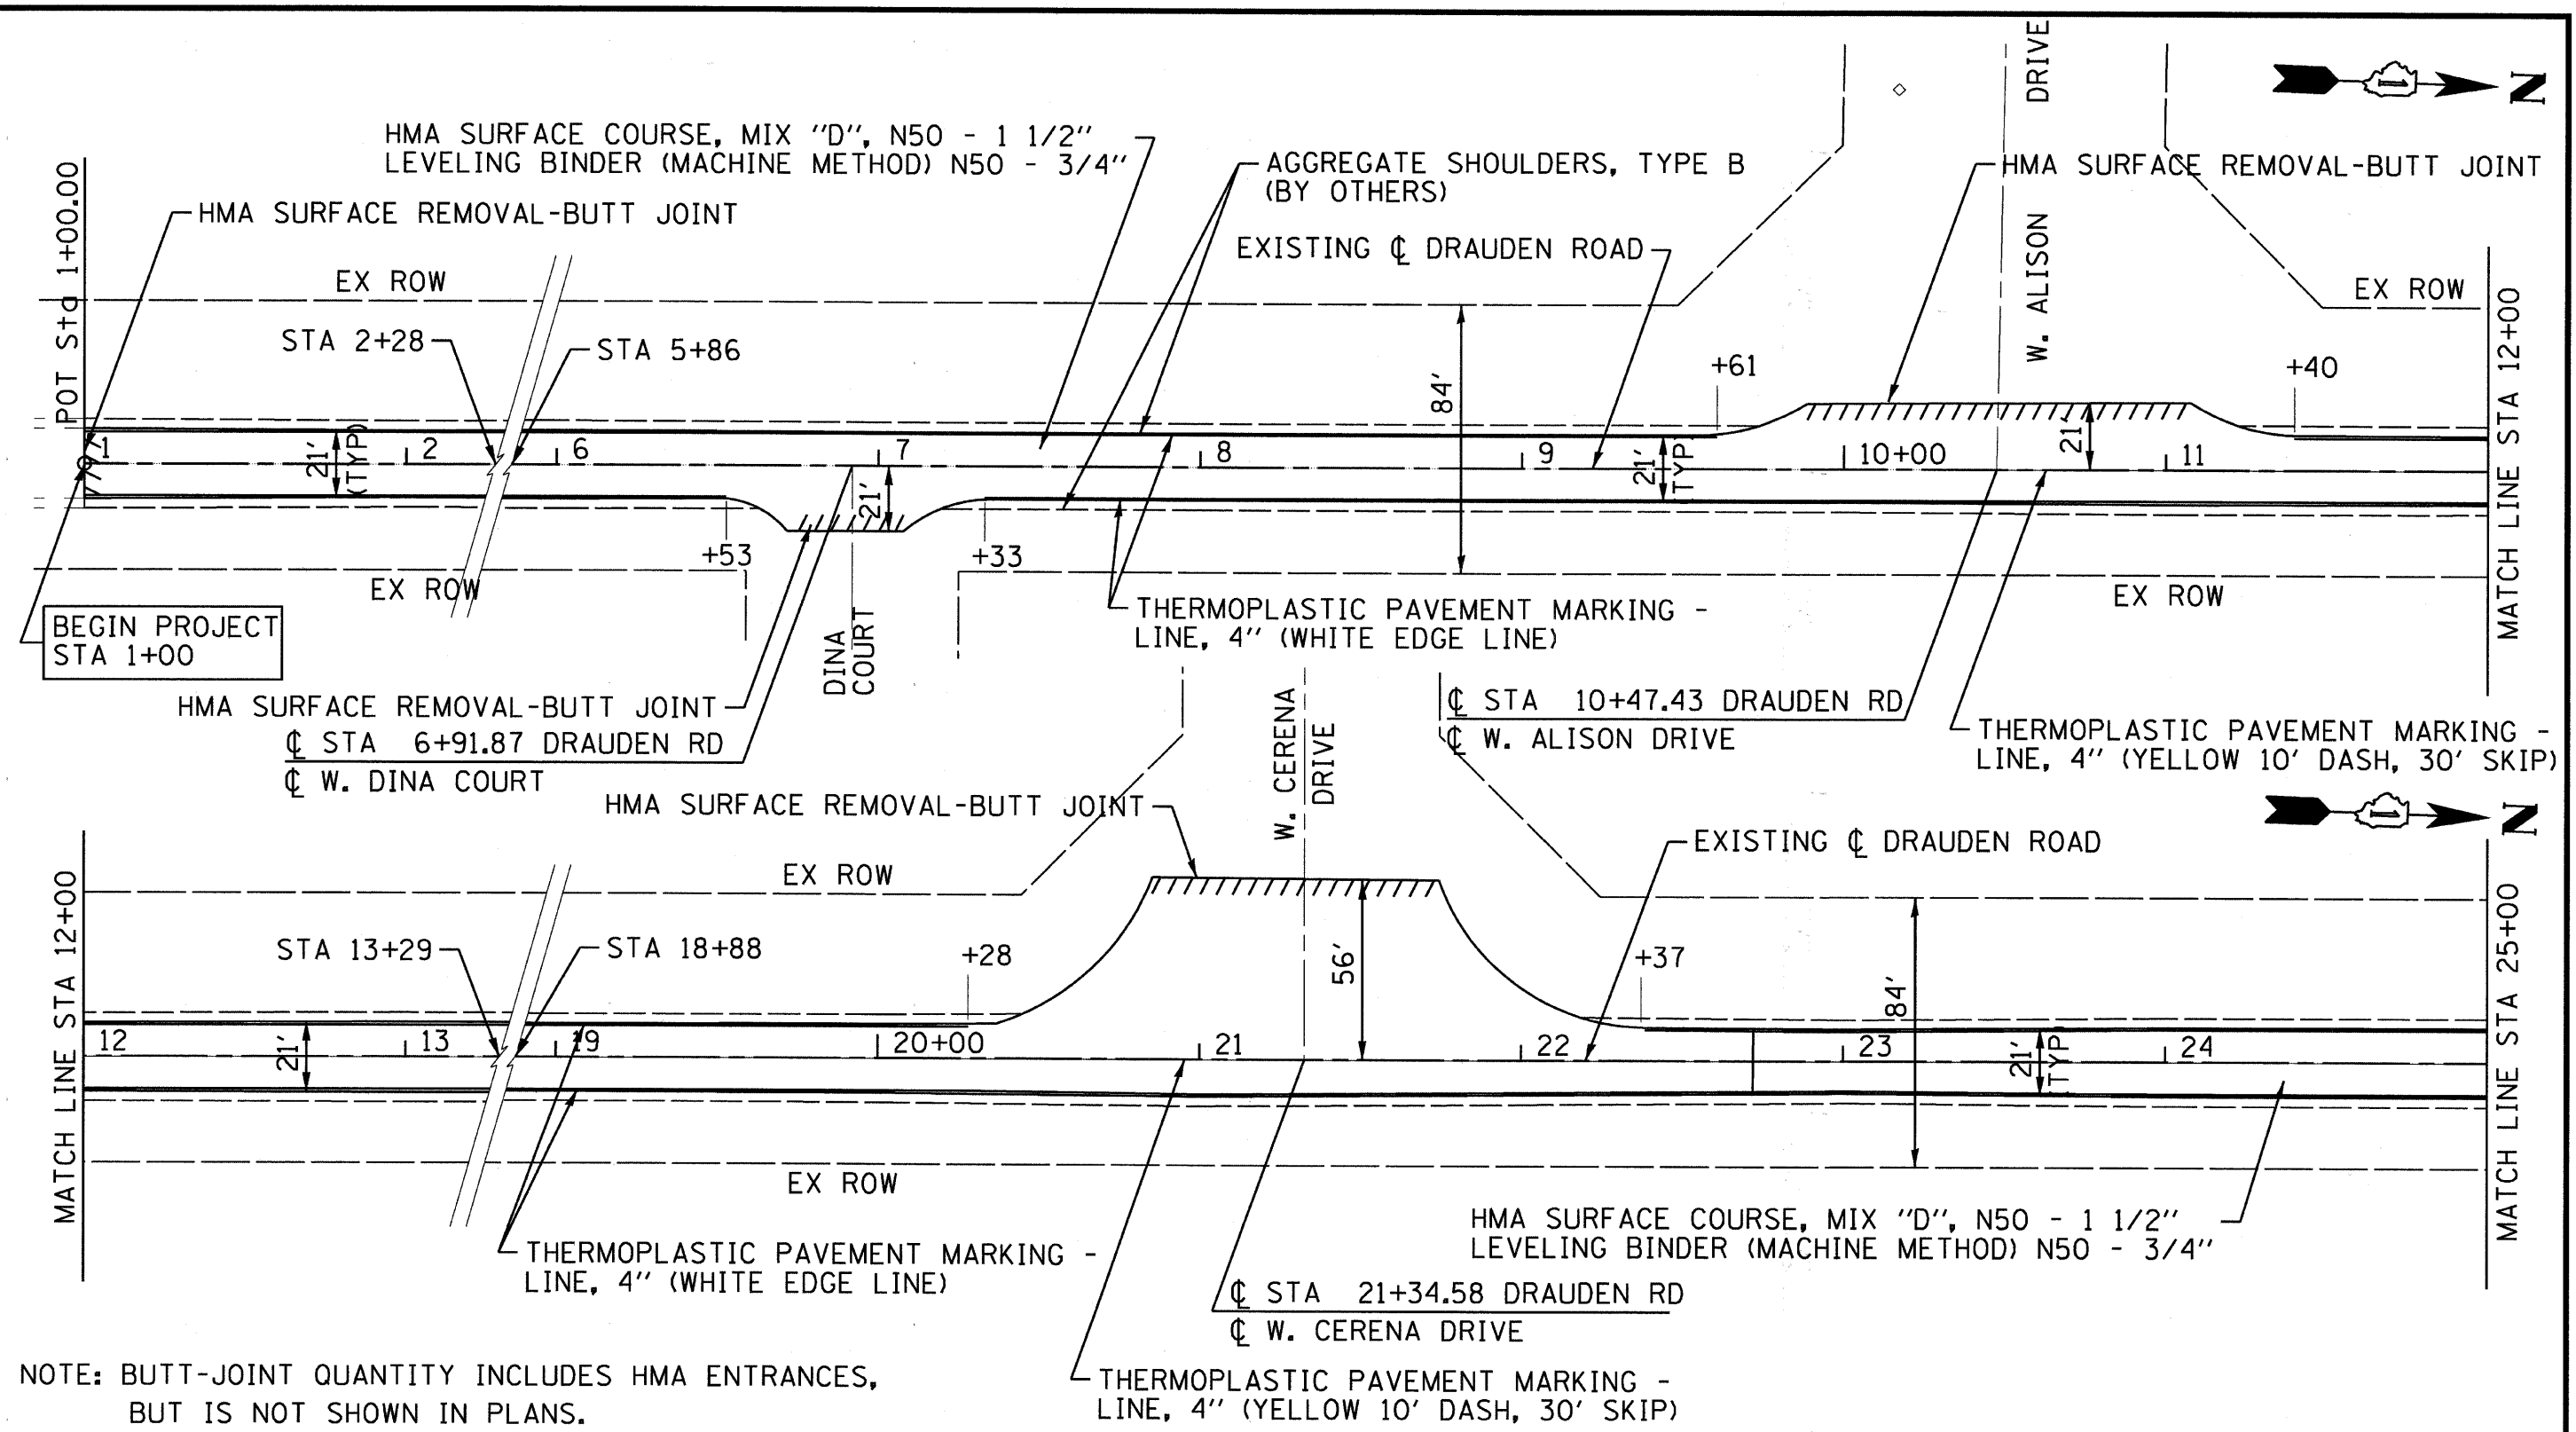 HMA SURFACE COURSE, MIX "D", N50 - 1 1/2"
LEVELING BINDER (MACHINE METHOD) N50 - 3/4"
AGGREGATE SHOULDERS, TYPE B
(BY OTHERS)
DRIVE
W. ALISON
N
HMA SURFACE REMOVAL-BUTT JOINT
POT Sta 1+00.00
HMA SURFACE REMOVAL-BUTT JOINT
EXISTING ℄ DRAUDEN ROAD
EX ROW
EX ROW
STA 2+28
STA 5+86
84'
+61
+40
MATCH LINE STA 12+00
1
2
6
7
8
9
10+00
11
21'
(TYP)
21'
21'
(TYP)
21'
+53
+33
EX ROW
EX ROW
BEGIN PROJECT
STA 1+00
DINA
COURT
THERMOPLASTIC PAVEMENT MARKING -
LINE, 4" (WHITE EDGE LINE)
HMA SURFACE REMOVAL-BUTT JOINT
℄ STA 6+91.87 DRAUDEN RD
℄ W. DINA COURT
℄ STA 10+47.43 DRAUDEN RD
℄ W. ALISON DRIVE
THERMOPLASTIC PAVEMENT MARKING -
LINE, 4" (YELLOW 10' DASH, 30' SKIP)
HMA SURFACE REMOVAL-BUTT JOINT
W. CERENA
DRIVE
N
EXISTING ℄ DRAUDEN ROAD
MATCH LINE STA 12+00
EX ROW
STA 13+29
STA 18+88
+28
56'
+37
84'
MATCH LINE STA 25+00
12
13
19
20+00
21
22
23
24
21'
21'
(TYP)
EX ROW
THERMOPLASTIC PAVEMENT MARKING -
LINE, 4" (WHITE EDGE LINE)
HMA SURFACE COURSE, MIX "D", N50 - 1 1/2"
LEVELING BINDER (MACHINE METHOD) N50 - 3/4"
℄ STA 21+34.58 DRAUDEN RD
℄ W. CERENA DRIVE
THERMOPLASTIC PAVEMENT MARKING -
LINE, 4" (YELLOW 10' DASH, 30' SKIP)
NOTE: BUTT-JOINT QUANTITY INCLUDES HMA ENTRANCES,
BUT IS NOT SHOWN IN PLANS.